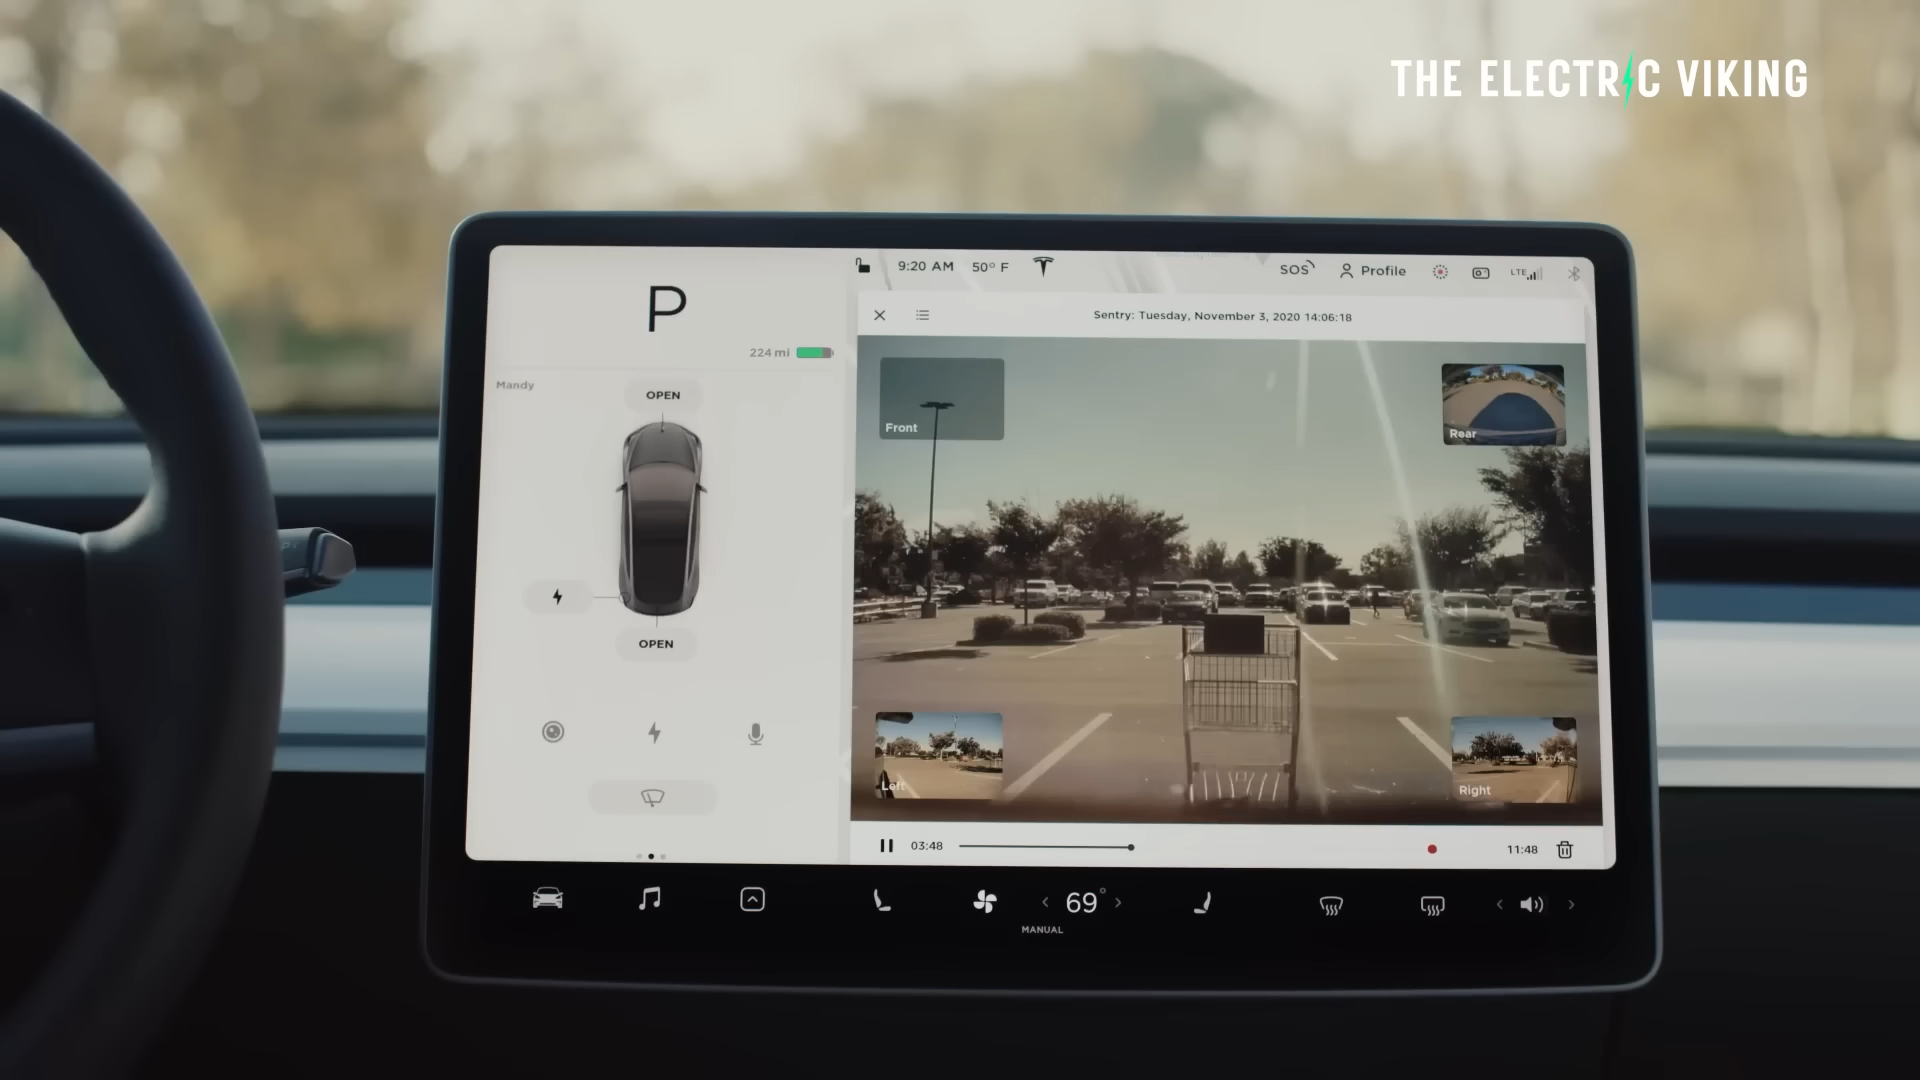 THE ELECTRIC VIKING
9:20 AM 50° F
SOS Profile LTE
P
224 mi
Mandy
OPEN
OPEN
Sentry: Tuesday, November 3, 2020 14:06:18
Front
Rear
Left
Right
03:48
11:48
69°
MANUAL